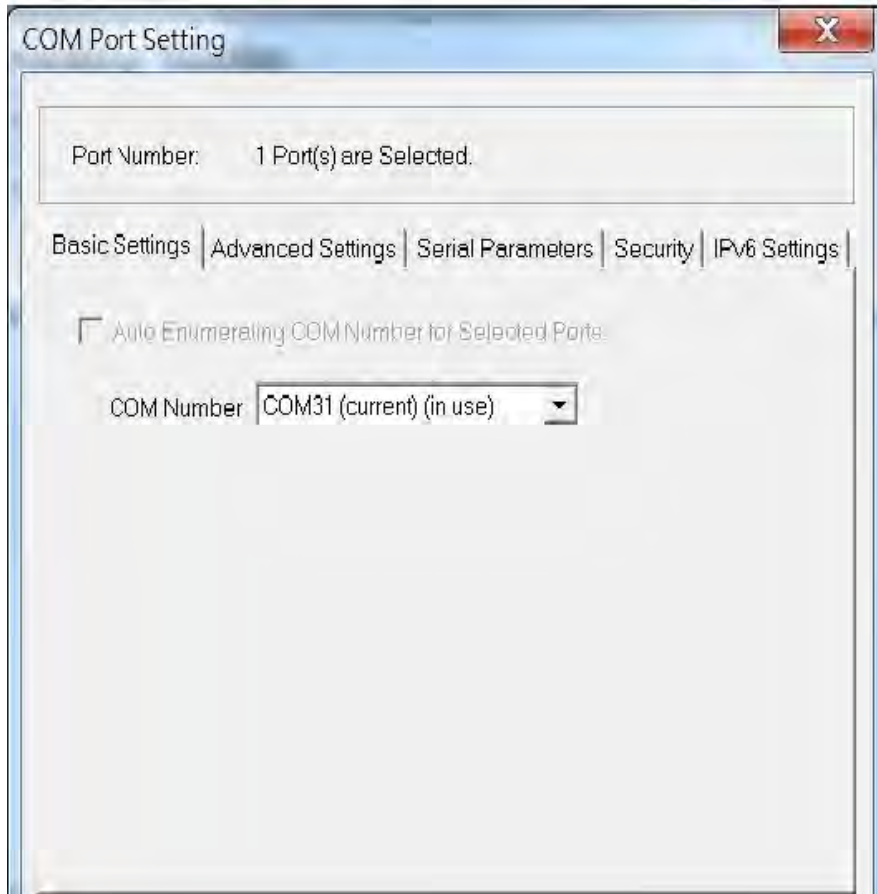 COM Port Setting
Port Number: 1 Port(s) are Selected.
Basic Settings Advanced Settings Serial Parameters Security IPv6 Settings
Auto Enumerating COM Number for Selected Ports.
COM Number COM31 (current) (in use)